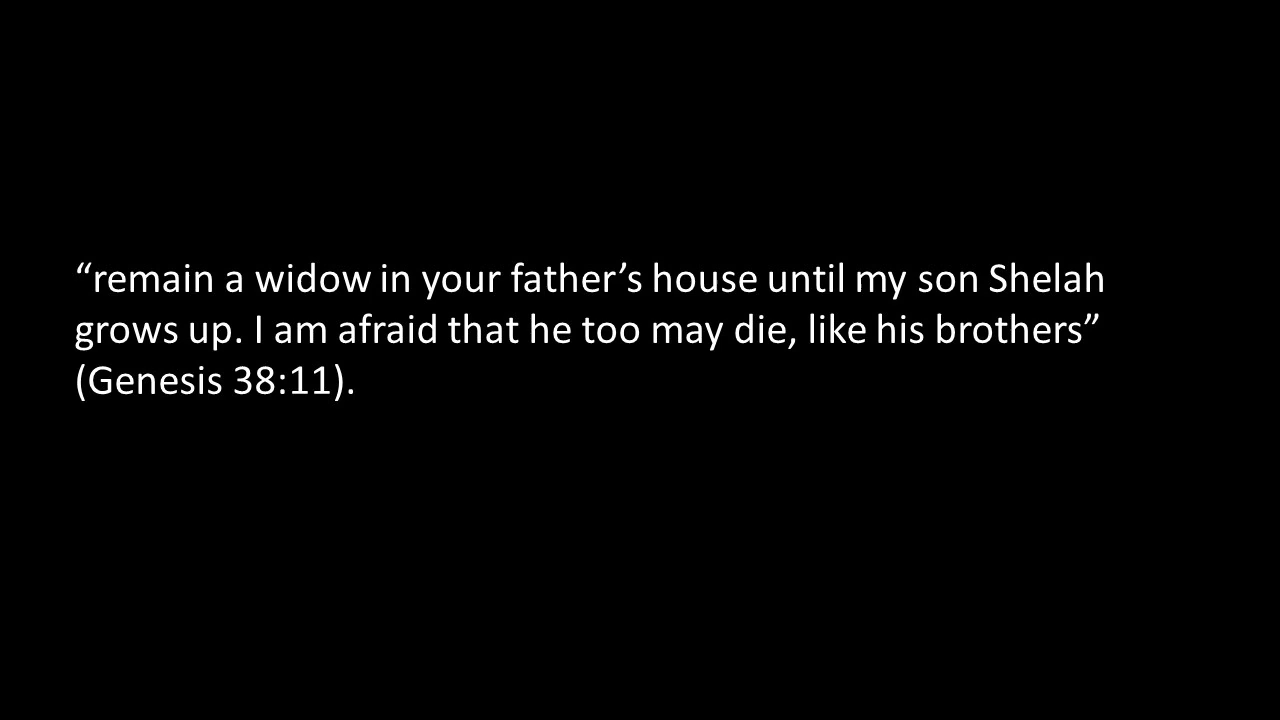 “remain a widow in your father’s house until my son Shelah
grows up. I am afraid that he too may die, like his brothers”
(Genesis 38:11).